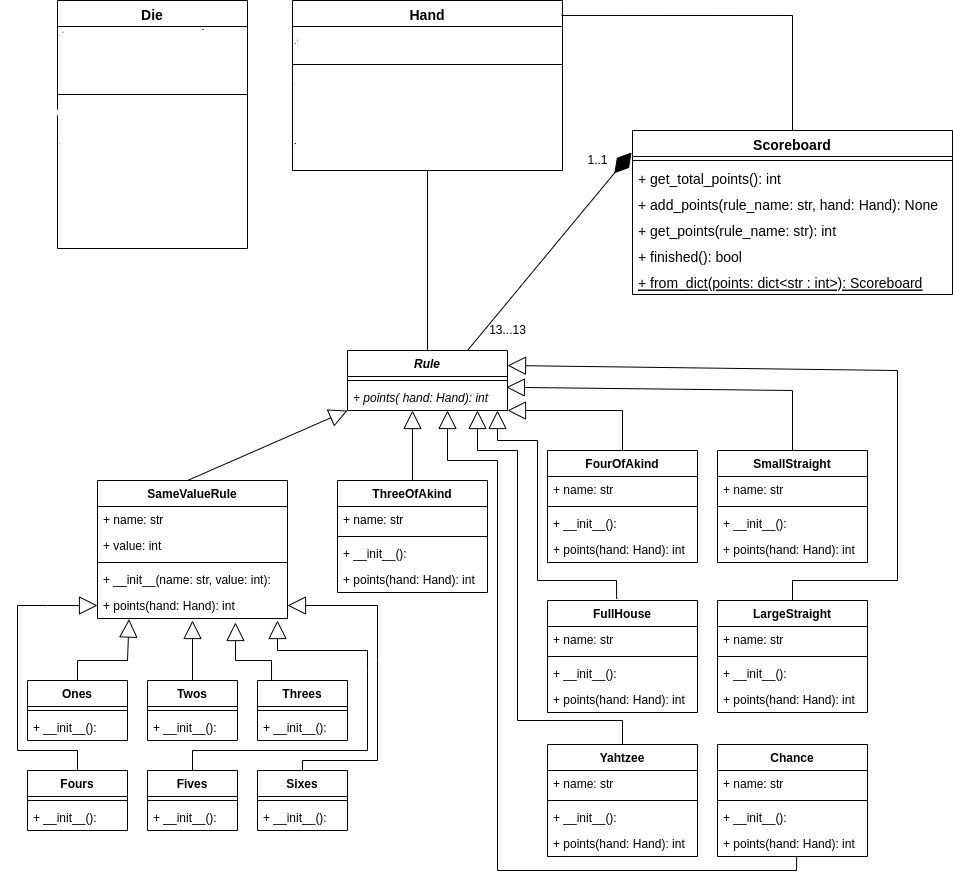 Die
Hand
Scoreboard
+ get_total_points(): int
+ add_points(rule_name: str, hand: Hand): None
+ get_points(rule_name: str): int
+ finished(): bool
+ from_dict(points: dict<str : int>): Scoreboard
1..1
13...13
Rule
+ points( hand: Hand): int
SameValueRule
+ name: str
+ value: int
+ __init__(name: str, value: int):
+ points(hand: Hand): int
ThreeOfAkind
+ name: str
+ __init__():
+ points(hand: Hand): int
FourOfAkind
+ name: str
+ __init__():
+ points(hand: Hand): int
SmallStraight
+ name: str
+ __init__():
+ points(hand: Hand): int
FullHouse
+ name: str
+ __init__():
+ points(hand: Hand): int
LargeStraight
+ name: str
+ __init__():
+ points(hand: Hand): int
Ones
+ __init__():
Twos
+ __init__():
Threes
+ __init__():
Fours
+ __init__():
Fives
+ __init__():
Sixes
+ __init__():
Yahtzee
+ name: str
+ __init__():
+ points(hand: Hand): int
Chance
+ name: str
+ __init__():
+ points(hand: Hand): int